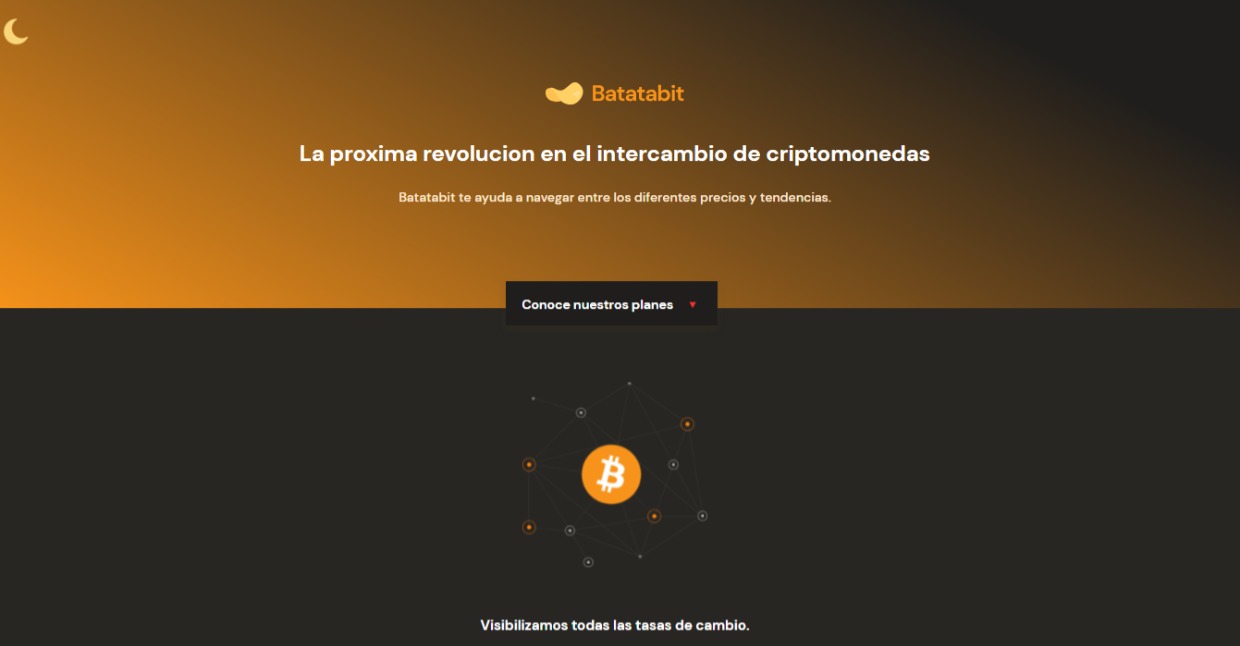 Batatabit
La proxima revolucion en el intercambio de criptomonedas
Batatabit te ayuda a navegar entre los diferentes precios y tendencias.
Conoce nuestros planes
Visibilizamos todas las tasas de cambio.